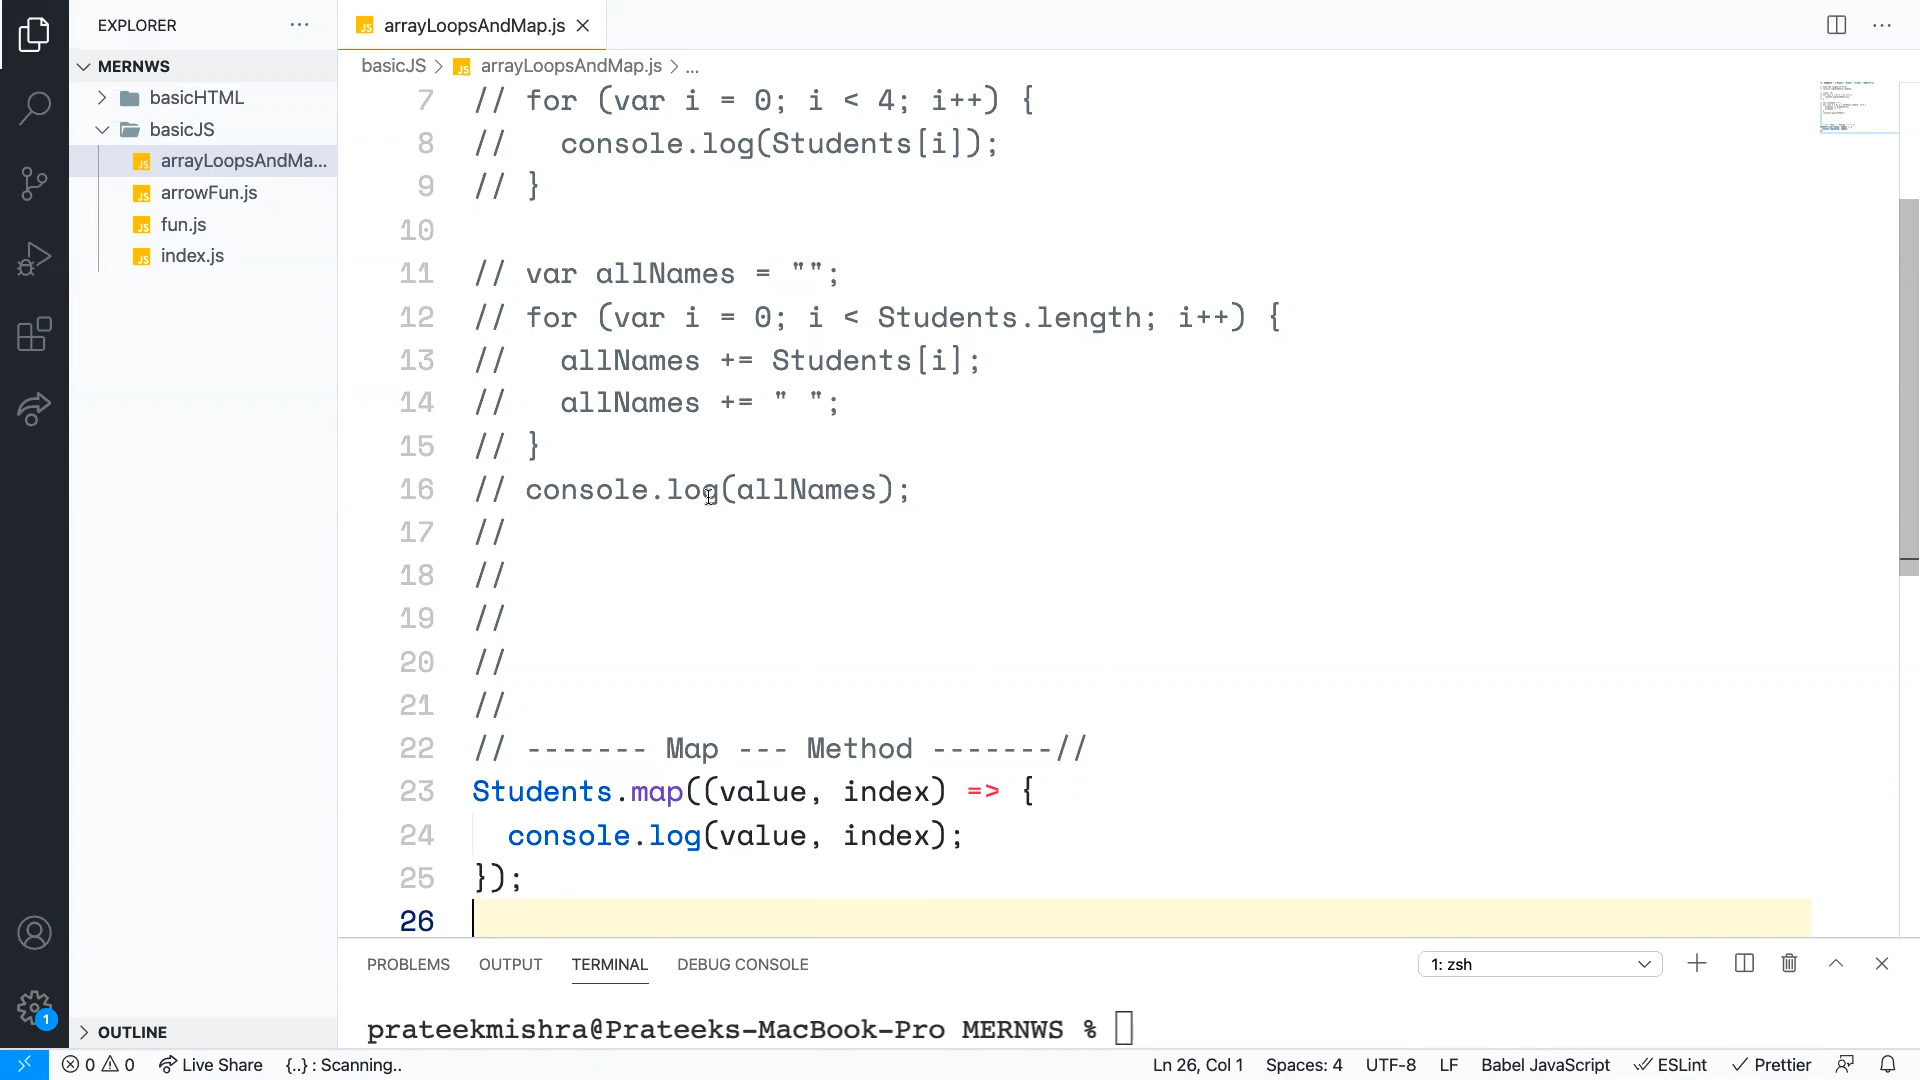 EXPLORER ...
arrayLoopsAndMap.js
MERNWS
basicJS > arrayLoopsAndMap.js > ...
basicHTML
basicJS
arrayLoopsAndMa...
arrowFun.js
fun.js
index.js
7 // for (var i = 0; i < 4; i++) {
8 //   console.log(Students[i]);
9 // }
10
11 // var allNames = "";
12 // for (var i = 0; i < Students.length; i++) {
13 //   allNames += Students[i];
14 //   allNames += " ";
15 // }
16 // console.log(allNames);
17 //
18 //
19 //
20 //
21 //
22 // ------- Map --- Method -------//
23 Students.map((value, index) => {
24   console.log(value, index);
25 });
26
PROBLEMS OUTPUT TERMINAL DEBUG CONSOLE 1: zsh
prateekmishra@Prateeks-MacBook-Pro MERNWS %
OUTLINE
1
0 0 Live Share {..} : Scanning.. Ln 26, Col 1 Spaces: 4 UTF-8 LF Babel JavaScript ESLint Prettier